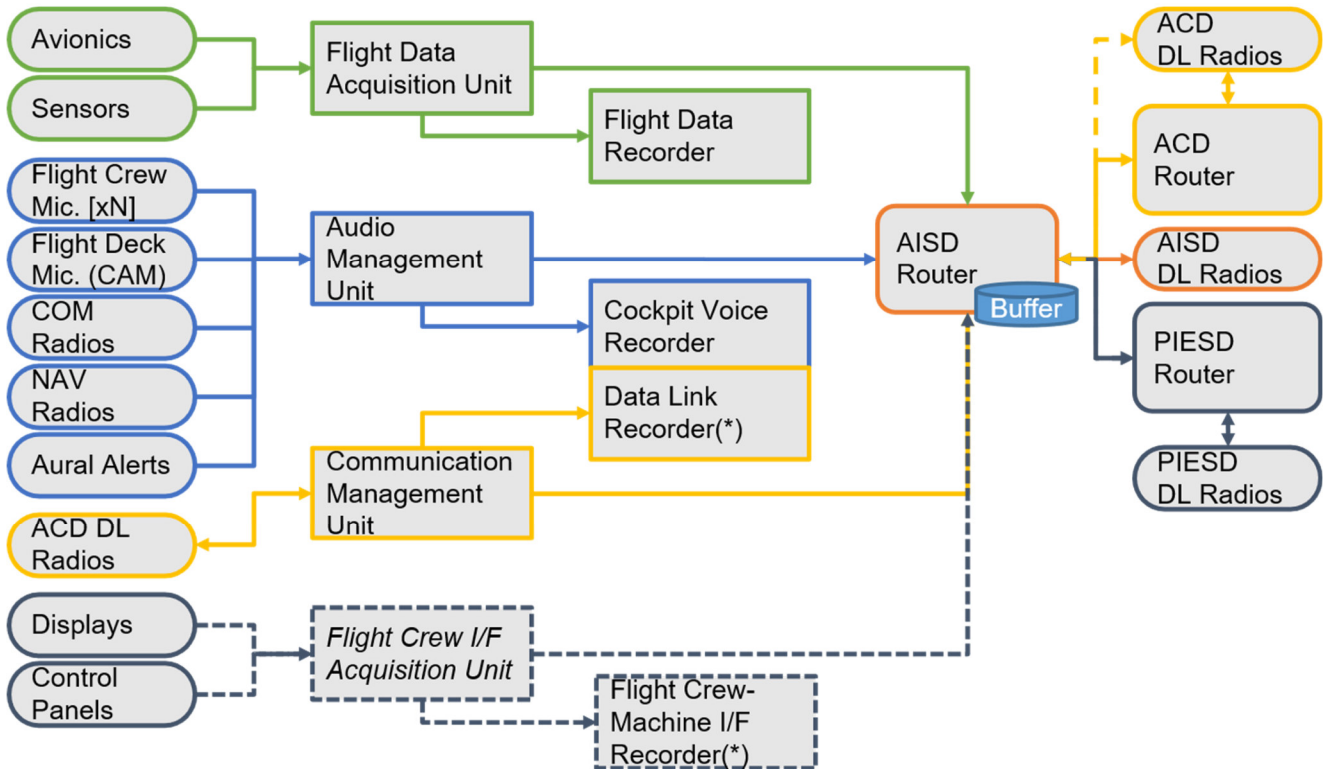 Avionics
Sensors
Flight Data
Acquisition Unit
Flight Data
Recorder
Flight Crew
Mic. [xN]
Flight Deck
Mic. (CAM)
COM
Radios
NAV
Radios
Aural Alerts
Audio
Management
Unit
Cockpit Voice
Recorder
Data Link
Recorder(*)
Communication
Management
Unit
ACD DL
Radios
Displays
Control
Panels
Flight Crew I/F
Acquisition Unit
Flight Crew-
Machine I/F
Recorder(*)
AISD
Router
Buffer
ACD
DL Radios
ACD
Router
AISD
DL Radios
PIESD
Router
PIESD
DL Radios